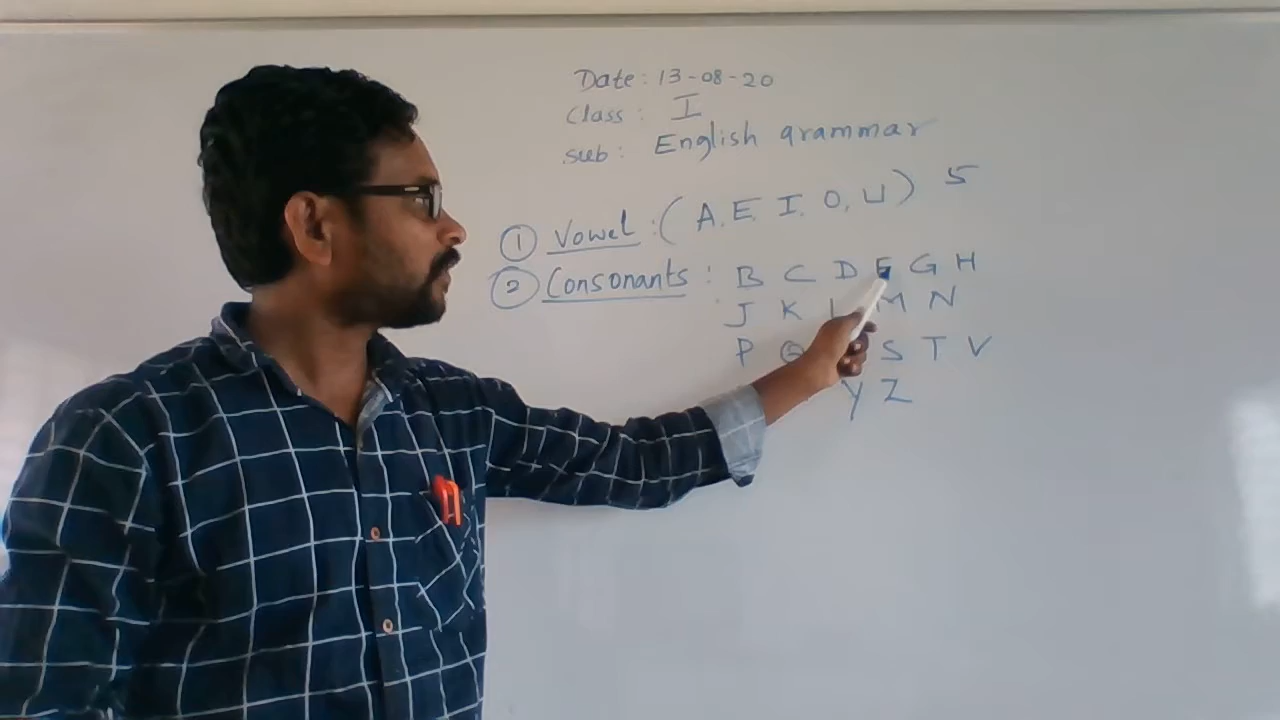 Date: 13-08-20
Class: I
Sub: English grammar
① Vowel: (A, E, I, O, U) 5
② Consonants: B C D F G H
J K L M N
P Q S T V
Y Z